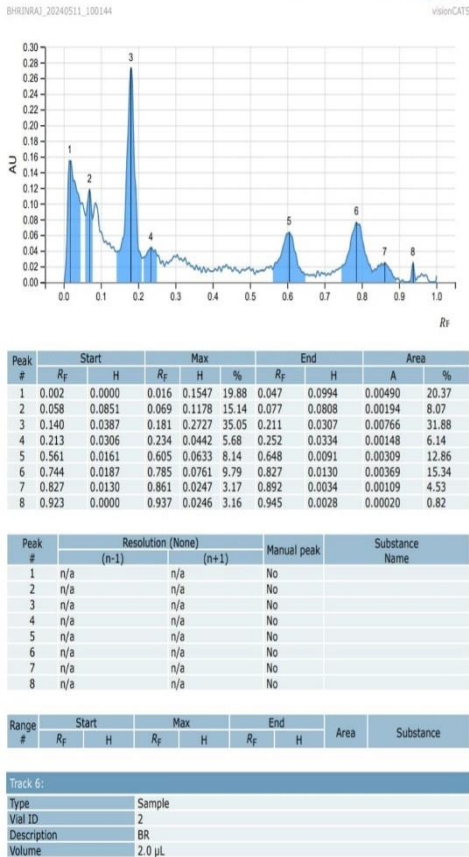 BHRINRAJ_20240511_100144 visionCATS
0.30
0.28
0.26
0.24
0.22
0.20
0.18
0.16
0.14
0.12
0.10
0.08
0.06
0.04
0.02
0.00
AU
1 2 3 4 5 6 7 8
0.0 0.1 0.2 0.3 0.4 0.5 0.6 0.7 0.8 0.9 1.0
RF
Peak Start Max End Area
# RF H RF H % RF H A %
1 0.002 0.0000 0.016 0.1547 19.88 0.047 0.0994 0.00490 20.37
2 0.058 0.0851 0.069 0.1178 15.14 0.077 0.0808 0.00194 8.07
3 0.140 0.0387 0.181 0.2727 35.05 0.211 0.0307 0.00766 31.88
4 0.213 0.0306 0.234 0.0442 5.68 0.252 0.0334 0.00148 6.14
5 0.561 0.0161 0.605 0.0633 8.14 0.648 0.0091 0.00309 12.86
6 0.744 0.0187 0.785 0.0761 9.79 0.827 0.0130 0.00369 15.34
7 0.827 0.0130 0.861 0.0247 3.17 0.892 0.0034 0.00109 4.53
8 0.923 0.0000 0.937 0.0246 3.16 0.945 0.0028 0.00020 0.82
Peak Resolution (None) Manual peak Substance
# (n-1) (n+1) Name
1 n/a n/a No
2 n/a n/a No
3 n/a n/a No
4 n/a n/a No
5 n/a n/a No
6 n/a n/a No
7 n/a n/a No
8 n/a n/a No
Range Start Max End Area Substance
# RF H RF H RF H
Track 6:
Type Sample
Vial ID 2
Description BR
Volume 2.0 µL